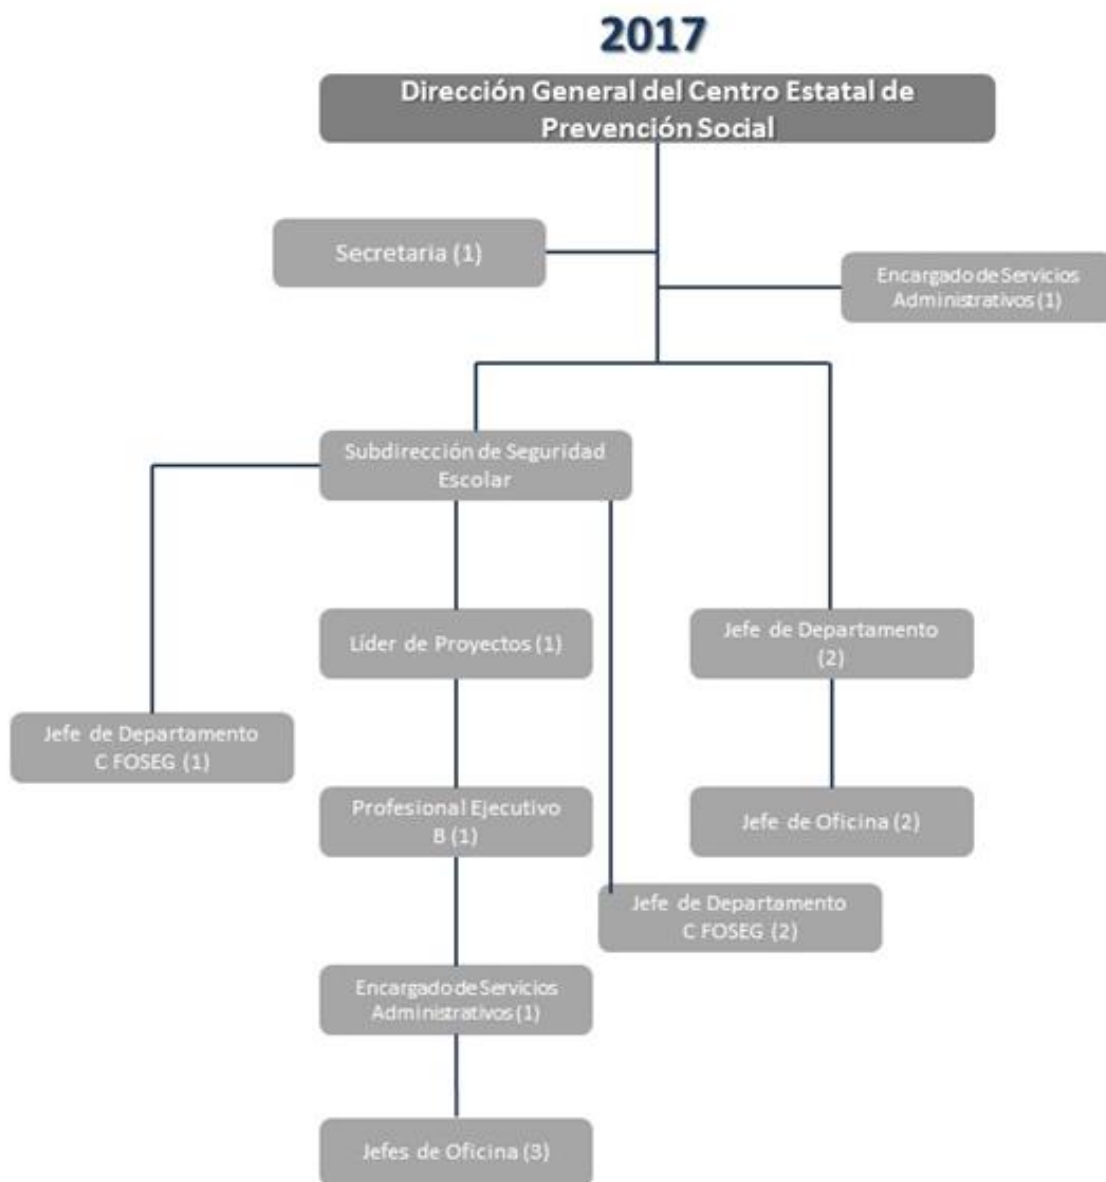 2017
Dirección General del Centro Estatal de
Prevención Social
Secretaria (1)
Encargado de Servicios
Administrativos (1)
Subdirección de Seguridad
Escolar
Líder de Proyectos (1)
Jefe de Departamento
(2)
Jefe de Departamento
C FOSEG (1)
Profesional Ejecutivo
B (1)
Jefe de Oficina (2)
Jefe de Departamento
C FOSEG (2)
Encargado de Servicios
Administrativos (1)
Jefes de Oficina (3)